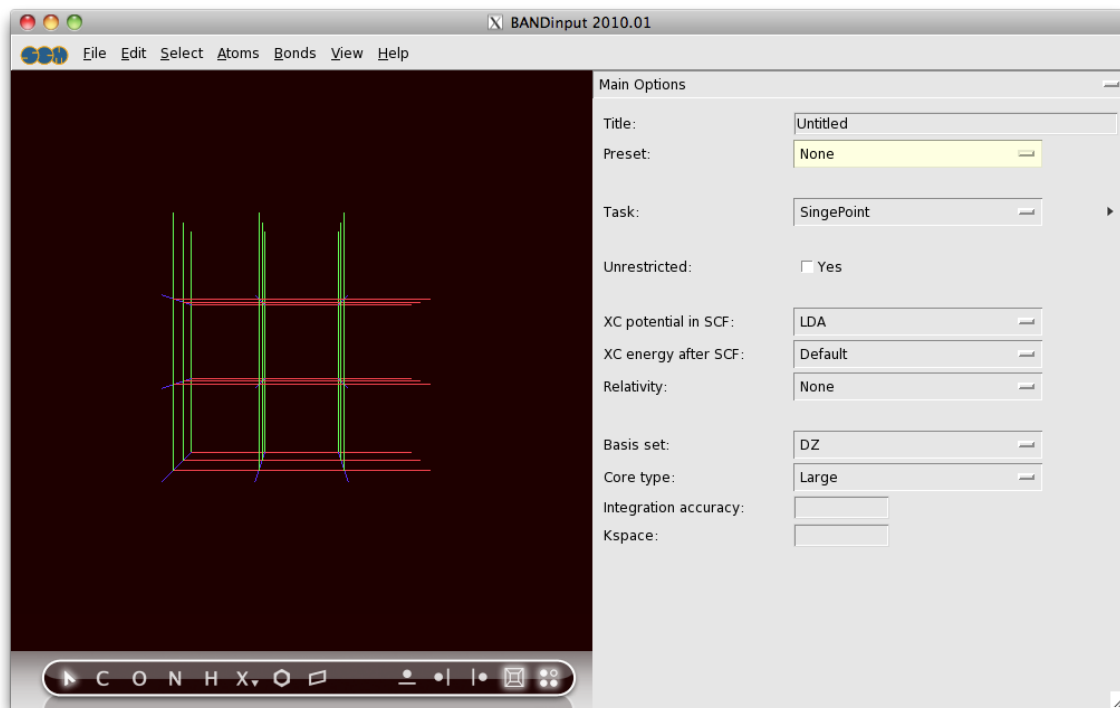 X BANDinput 2010.01
SCM File Edit Select Atoms Bonds View Help
Main Options
Title: Untitled
Preset: None
Task: SingePoint
Unrestricted: Yes
XC potential in SCF: LDA
XC energy after SCF: Default
Relativity: None
Basis set: DZ
Core type: Large
Integration accuracy:
Kspace:
C O N H X